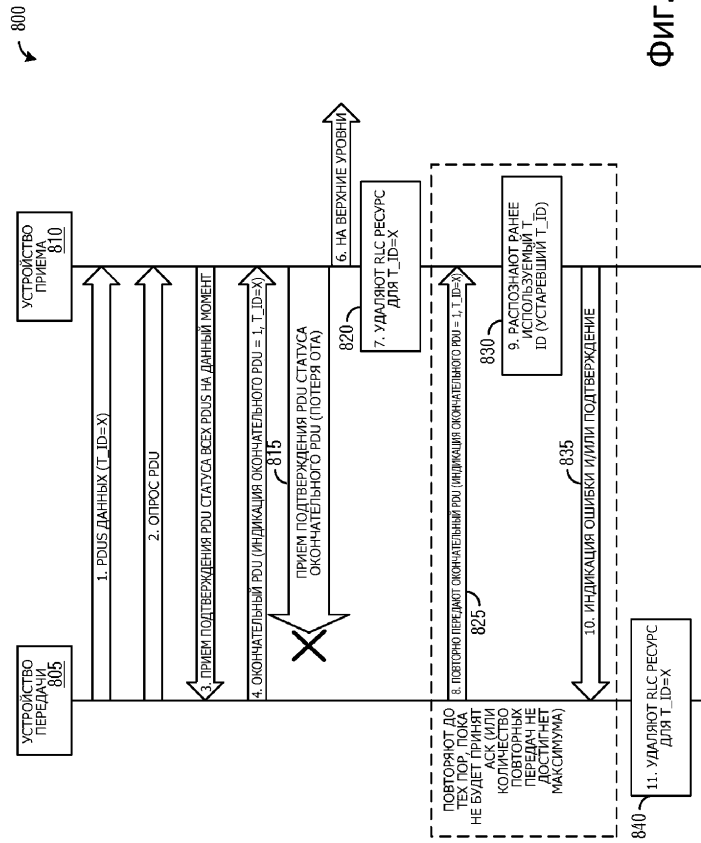 800
УСТРОЙСТВО
ПЕРЕДАЧИ
805
УСТРОЙСТВО
ПРИЕМА
810
1. PDUS ДАННЫХ (T_ID=X)
2. ОПРОС PDU
3. ПРИЕМ ПОДТВЕРЖДЕНИЯ PDU СТАТУСА ВСЕХ PDUS НА ДАННЫЙ МОМЕНТ
4. ОКОНЧАТЕЛЬНЫЙ PDU (ИНДИКАЦИЯ ОКОНЧАТЕЛЬНОГО PDU = 1, T_ID=X)
815
ПРИЕМ ПОДТВЕРЖДЕНИЯ PDU СТАТУСА
ОКОНЧАТЕЛЬНОГО PDU (ПОТЕРЯ OTA)
6. НА ВЕРХНИЕ УРОВНИ
820
7. УДАЛЯЮТ RLC РЕСУРС
ДЛЯ T_ID=X
ПОВТОРЯЮТ ДО
ТЕХ ПОР, ПОКА
НЕ БУДЕТ ПРИНЯТ
ACK (ИЛИ
КОЛИЧЕСТВО
ПОВТОРНЫХ
ПЕРЕДАЧ НЕ
ДОСТИГНЕТ
МАКСИМУМА)
8. ПОВТОРНО ПЕРЕДАЮТ ОКОНЧАТЕЛЬНЫЙ PDU (ИНДИКАЦИЯ ОКОНЧАТЕЛЬНОГО PDU = 1, T_ID=X)
825
830
9. РАСПОЗНАЮТ РАНЕЕ
ИСПОЛЬЗУЕМЫЙ T_
ID (УСТАРЕВШИЙ T_ID)
835
10. ИНДИКАЦИЯ ОШИБКИ И/ИЛИ ПОДТВЕРЖДЕНИЕ
840
11. УДАЛЯЮТ RLC РЕСУРС
ДЛЯ T_ID=X
Фиг.